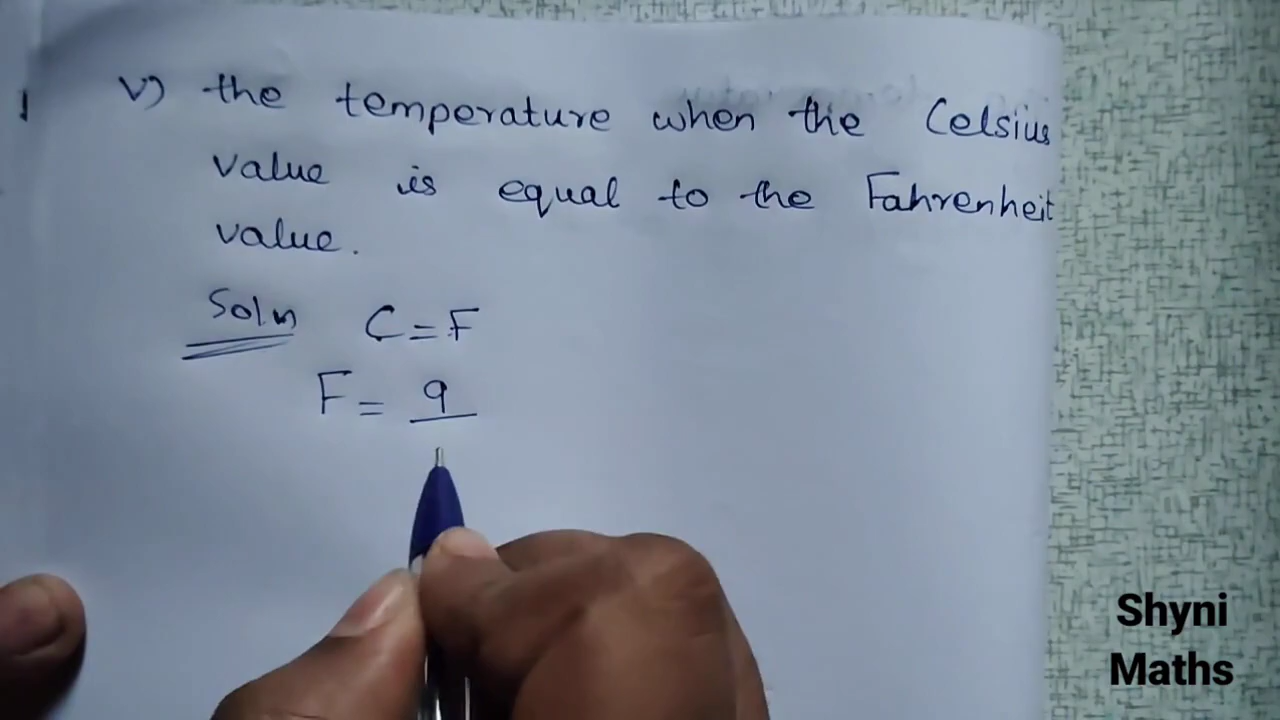 v) the temperature when the Celsius
value is equal to the Fahrenheit
value.
Soln C = F
F = 9
Shyni
Maths